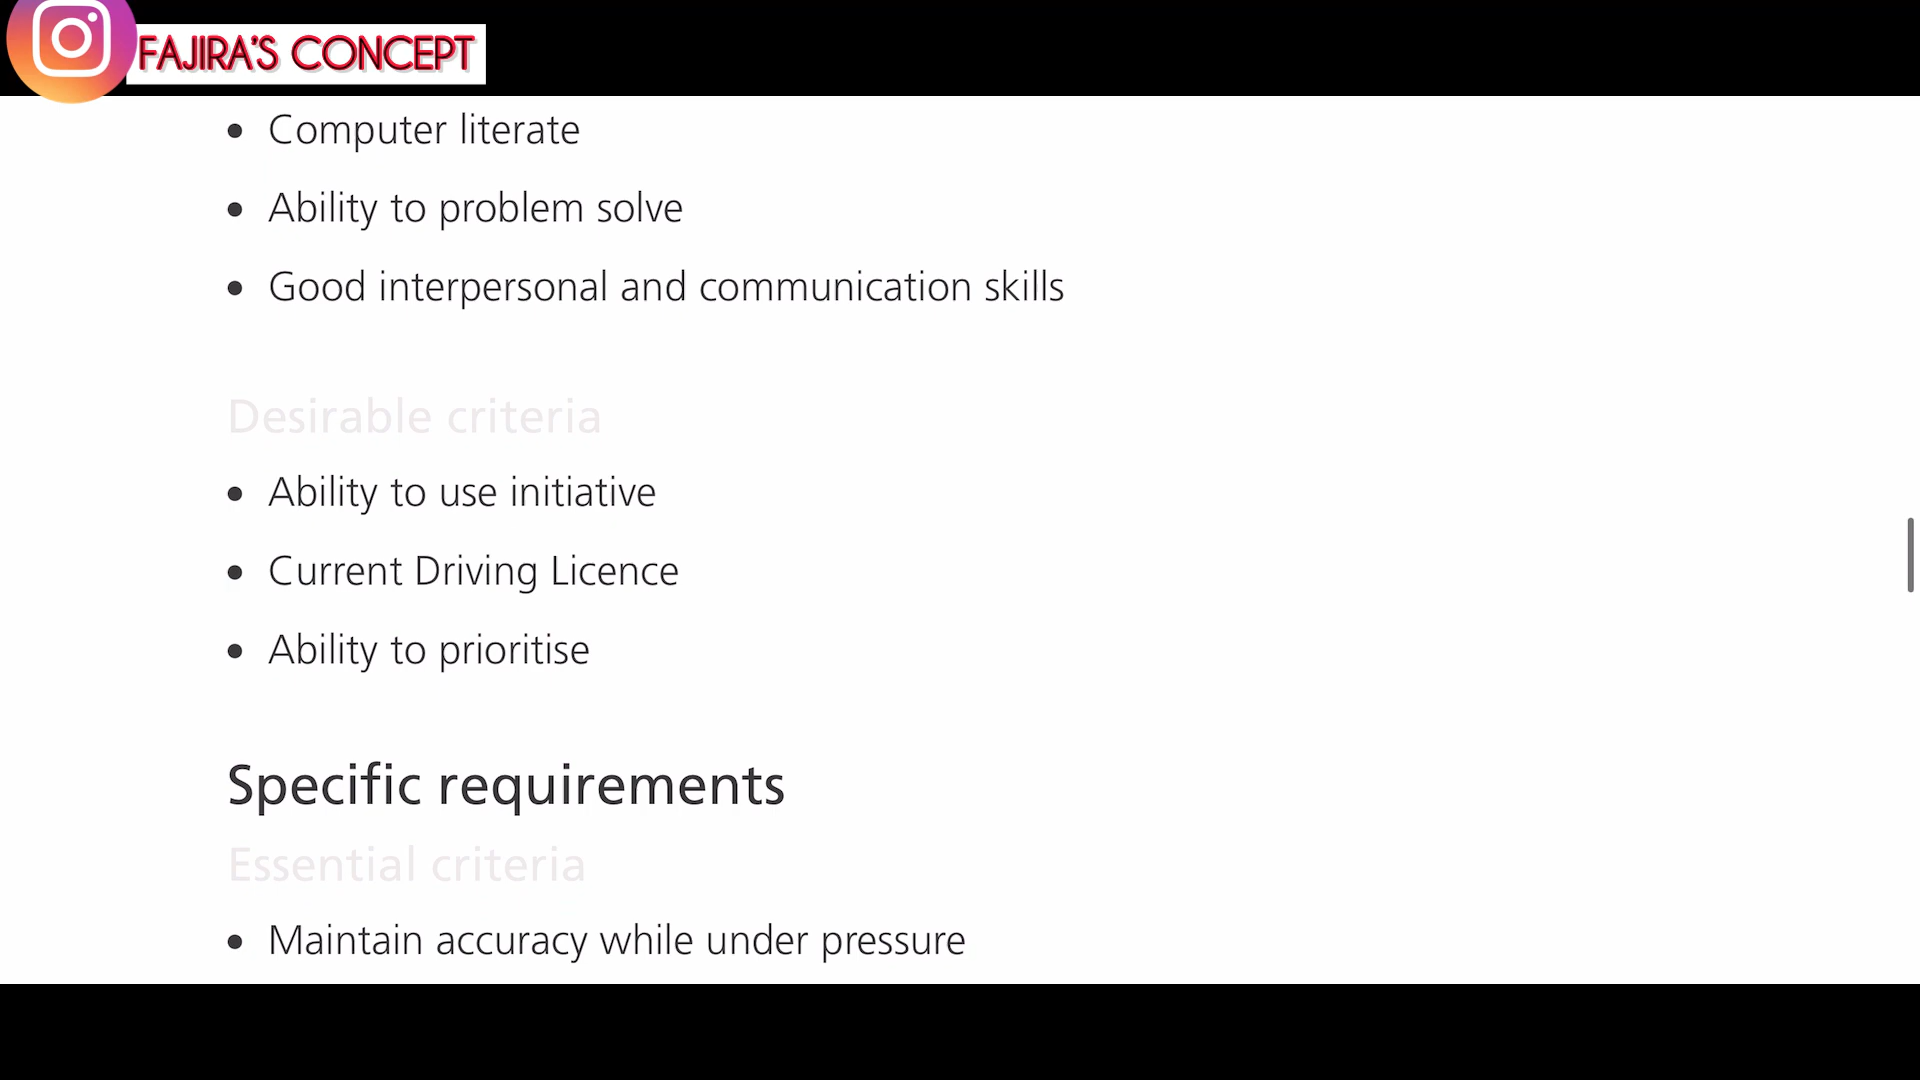 FAJIRA'S CONCEPT
Computer literate
Ability to problem solve
Good interpersonal and communication skills
Desirable criteria
Ability to use initiative
Current Driving Licence
Ability to prioritise
Specific requirements
Essential criteria
Maintain accuracy while under pressure